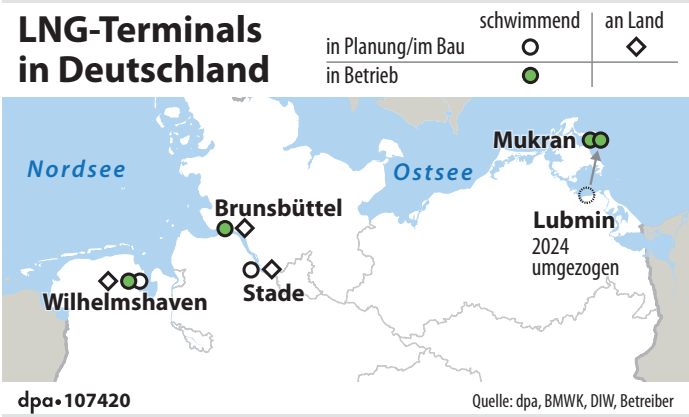 LNG-Terminals
in Deutschland
schwimmend
an Land
in Planung/im Bau
in Betrieb
Nordsee
Ostsee
Mukran
Brunsbüttel
Lubmin
2024
umgezogen
Stade
Wilhelmshaven
dpa•107420
Quelle: dpa, BMWK, DIW, Betreiber